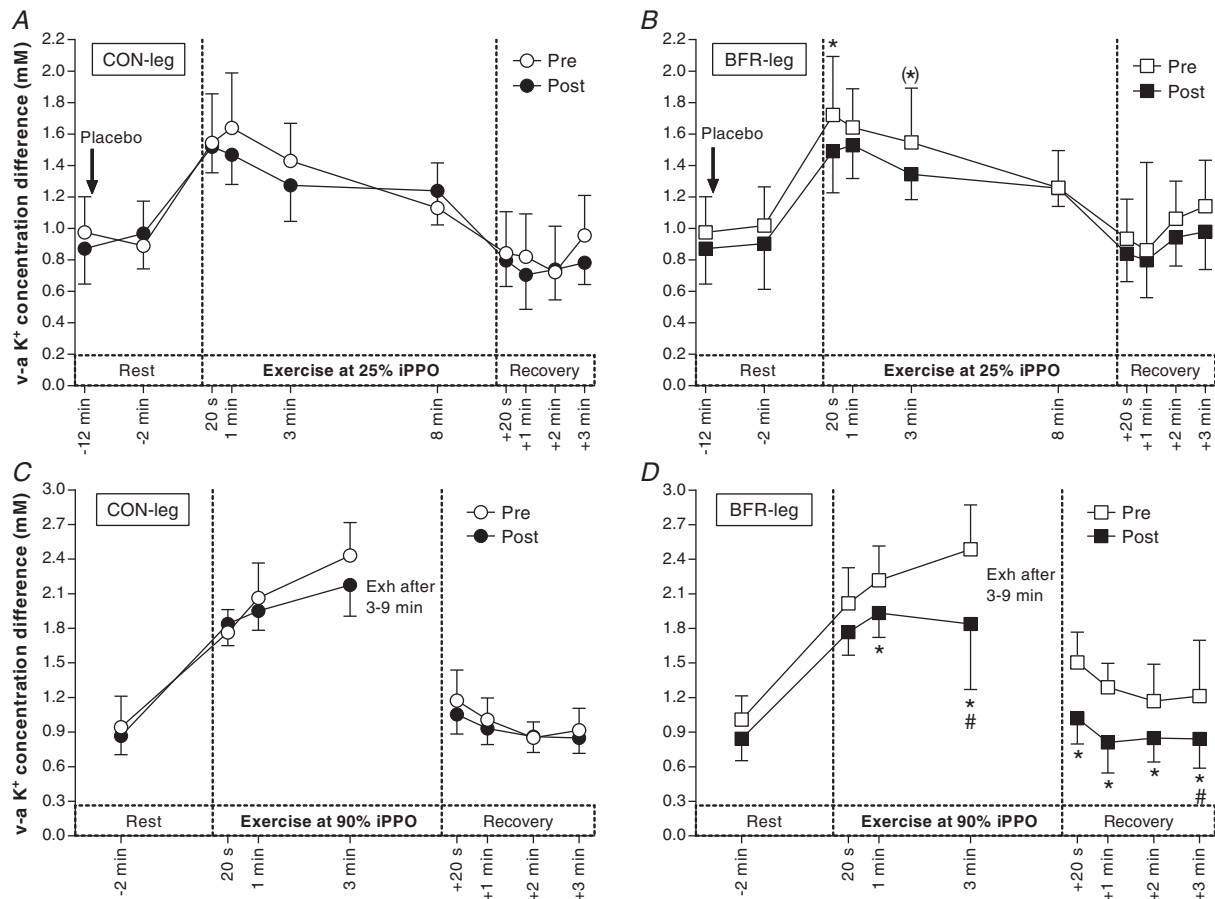 A
v-a K⁺ concentration difference (mM)
2.2
2.0
1.8
1.6
1.4
1.2
1.0
0.8
0.6
0.4
0.2
0.0
CON-leg
Placebo
Pre
Post
Rest
Exercise at 25% iPPO
Recovery
-12 min
-2 min
20 s
1 min
3 min
8 min
+20s
+1 min
+2 min
+3 min
B
2.2
2.0
1.8
1.6
1.4
1.2
1.0
0.8
0.6
0.4
0.2
0.0
BFR-leg
Placebo
*
(*)
Pre
Post
Rest
Exercise at 25% iPPO
Recovery
-12 min
-2 min
20 s
1 min
3 min
8 min
+20s
+1 min
+2 min
+3 min
C
v-a K⁺ concentration difference (mM)
3.0
2.7
2.4
2.1
1.8
1.5
1.2
0.9
0.6
0.3
0.0
CON-leg
Pre
Post
Exh after
3-9 min
Rest
Exercise at 90% iPPO
Recovery
-2 min
20 s
1 min
3 min
+20s
+1 min
+2 min
+3 min
D
3.0
2.7
2.4
2.1
1.8
1.5
1.2
0.9
0.6
0.3
0.0
BFR-leg
Pre
Post
Exh after
3-9 min
*
*
#
*
*
*
*
#
Rest
Exercise at 90% iPPO
Recovery
-2 min
20 s
1 min
3 min
+20s
+1 min
+2 min
+3 min